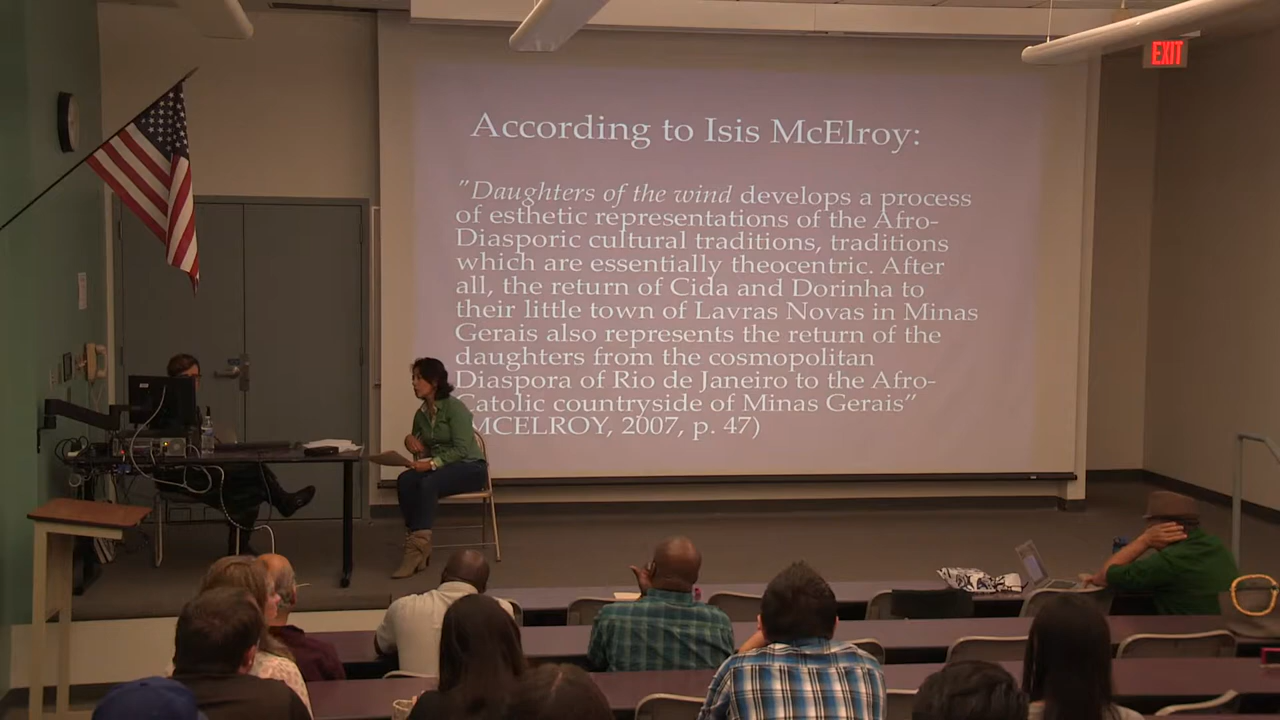 EXIT
According to Isis McElroy:
"Daughters of the wind develops a process
of esthetic representations of the Afro-
Diasporic cultural traditions, traditions
which are essentially theocentric. After
all, the return of Cida and Dorinha to
their little town of Lavras Novas in Minas
Gerais also represents the return of the
daughters from the cosmopolitan
Diaspora of Rio de Janeiro to the Afro-
Catolic countryside of Minas Gerais"
MCELROY, 2007, p. 47)